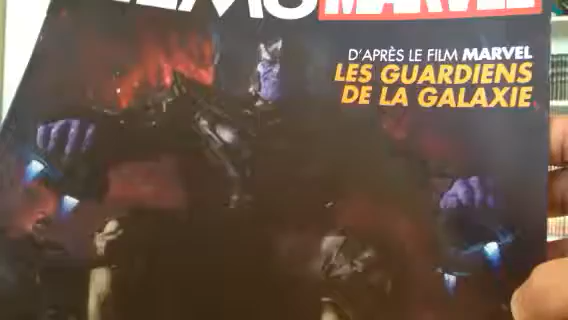 MARVEL
D'APRÈS LE FILM MARVEL
LES GUARDIENS
DE LA GALAXIE